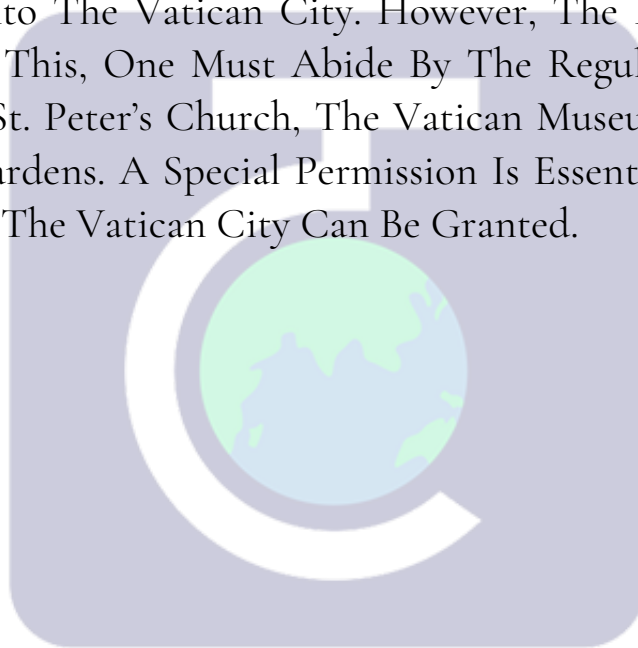 to The Vatican City. However, The
This, One Must Abide By The Regul
St. Peter’s Church, The Vatican Museu
ardens. A Special Permission Is Essent
The Vatican City Can Be Granted.